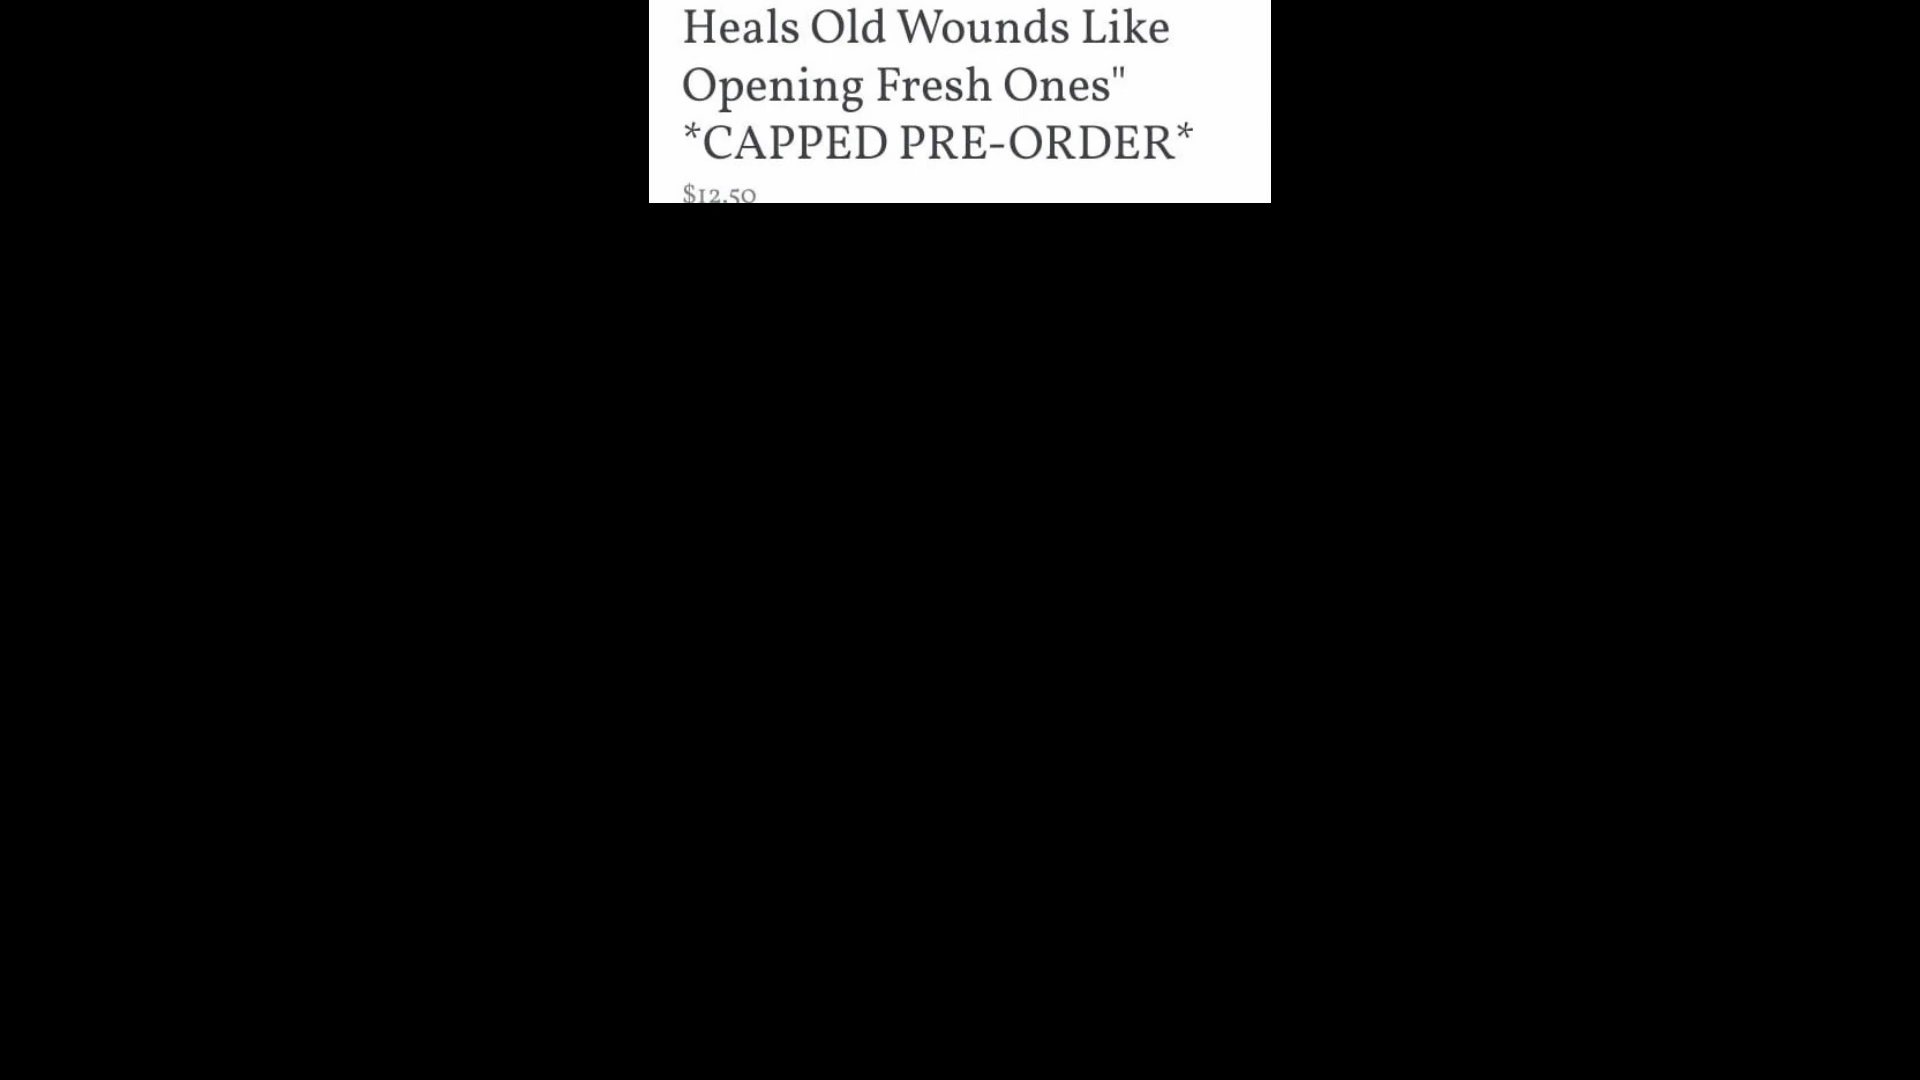 Heals Old Wounds Like
Opening Fresh Ones"
*CAPPED PRE-ORDER*
$12.50